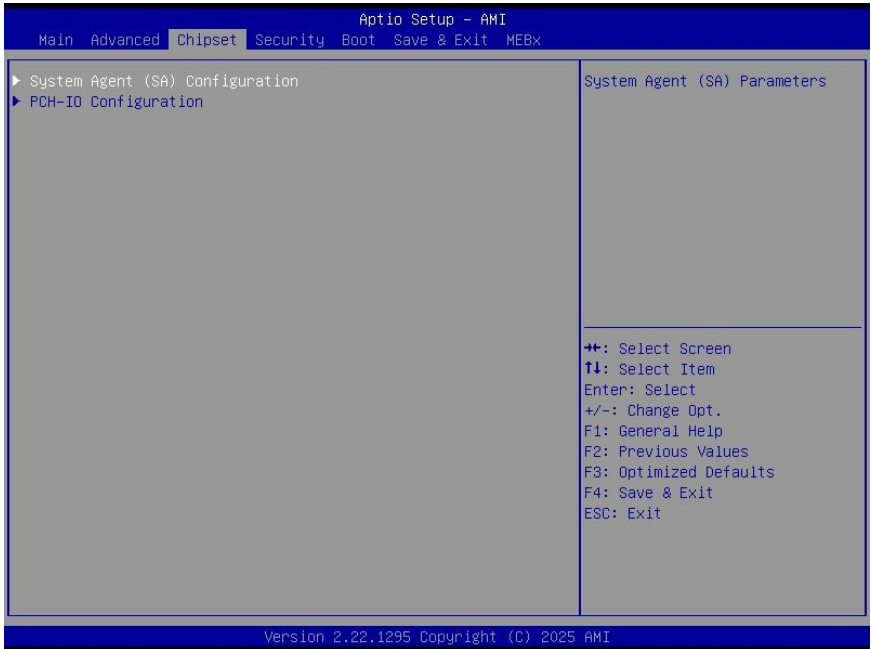 Aptio Setup – AMI
Main Advanced Chipset Security Boot Save & Exit MEBx
System Agent (SA) Configuration
PCH-IO Configuration
System Agent (SA) Parameters
→←: Select Screen
↑↓: Select Item
Enter: Select
+/-: Change Opt.
F1: General Help
F2: Previous Values
F3: Optimized Defaults
F4: Save & Exit
ESC: Exit
Version 2.22.1295 Copyright (C) 2025 AMI